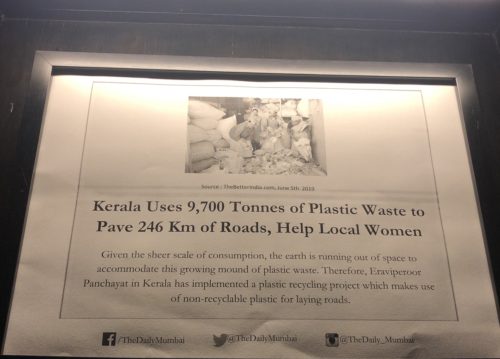 Source : TheBetterIndia.com, June 5th. 2019
Kerala Uses 9,700 Tonnes of Plastic Waste to
Pave 246 Km of Roads, Help Local Women
Given the sheer scale of consumption, the earth is running out of space to
accommodate this growing mound of plastic waste. Therefore, Eraviperoor
Panchayat in Kerala has implemented a plastic recycling project which makes use
of non-recyclable plastic for laying roads.
/TheDailyMumbai @TheDailyMumbai @TheDaily_Mumbai